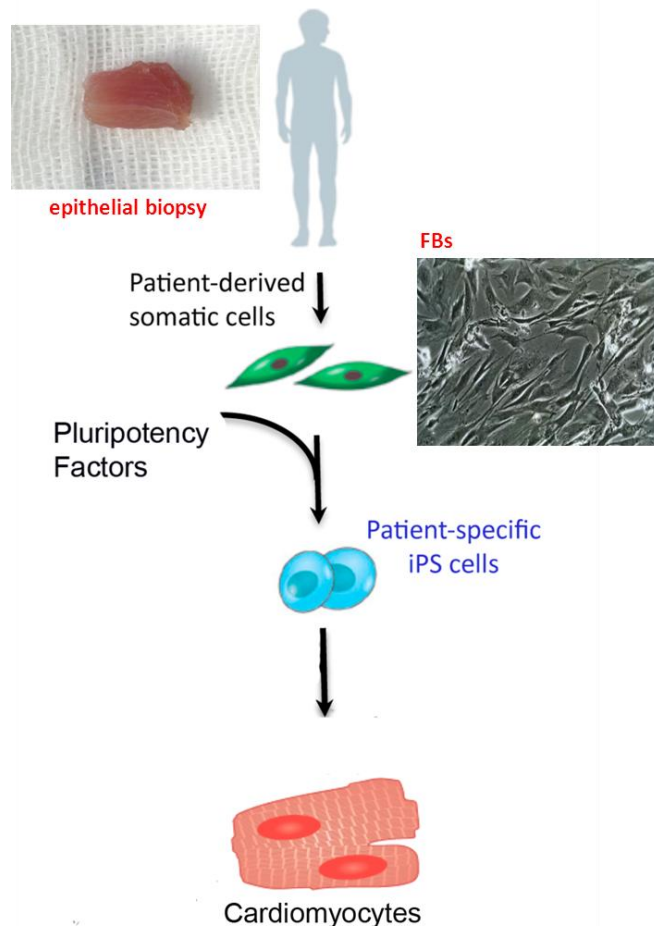 epithelial biopsy
FBs
Patient-derived
somatic cells
Pluripotency
Factors
Patient-specific
iPS cells
Cardiomyocytes